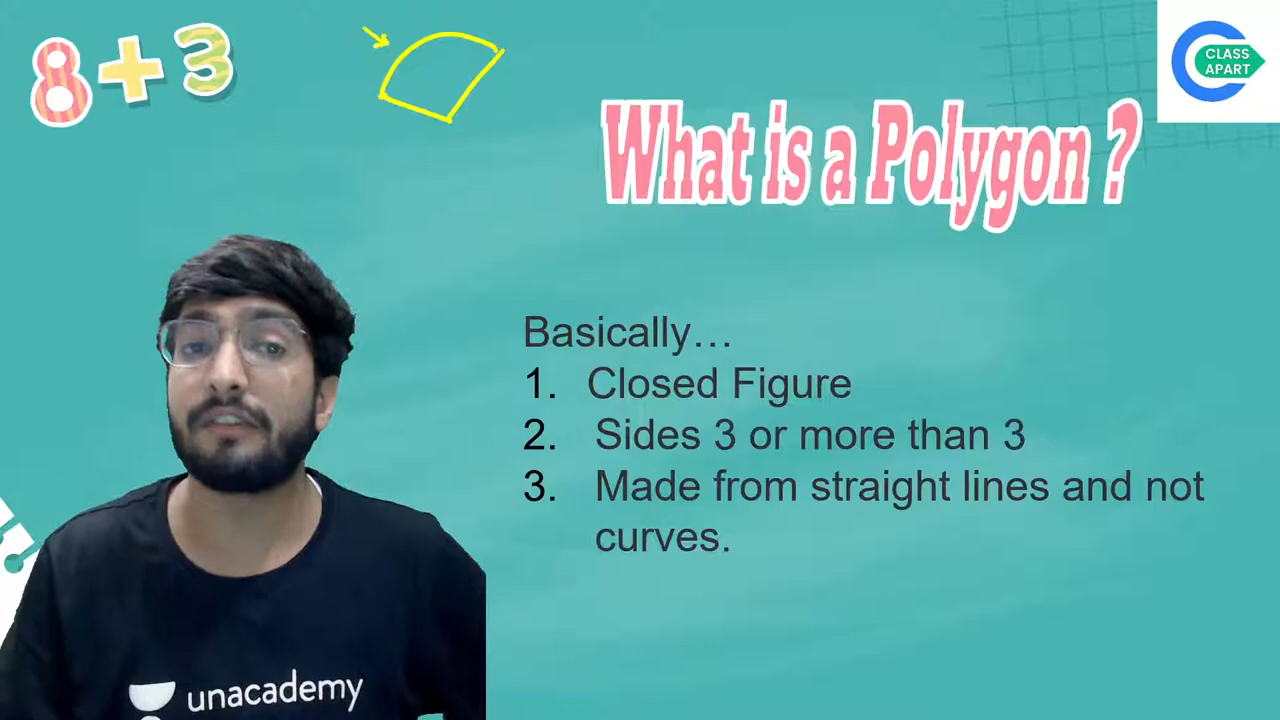 8+3
CLASS
APART
What is a Polygon ?
Basically...
1. Closed Figure
2. Sides 3 or more than 3
3. Made from straight lines and not
curves.
unacademy